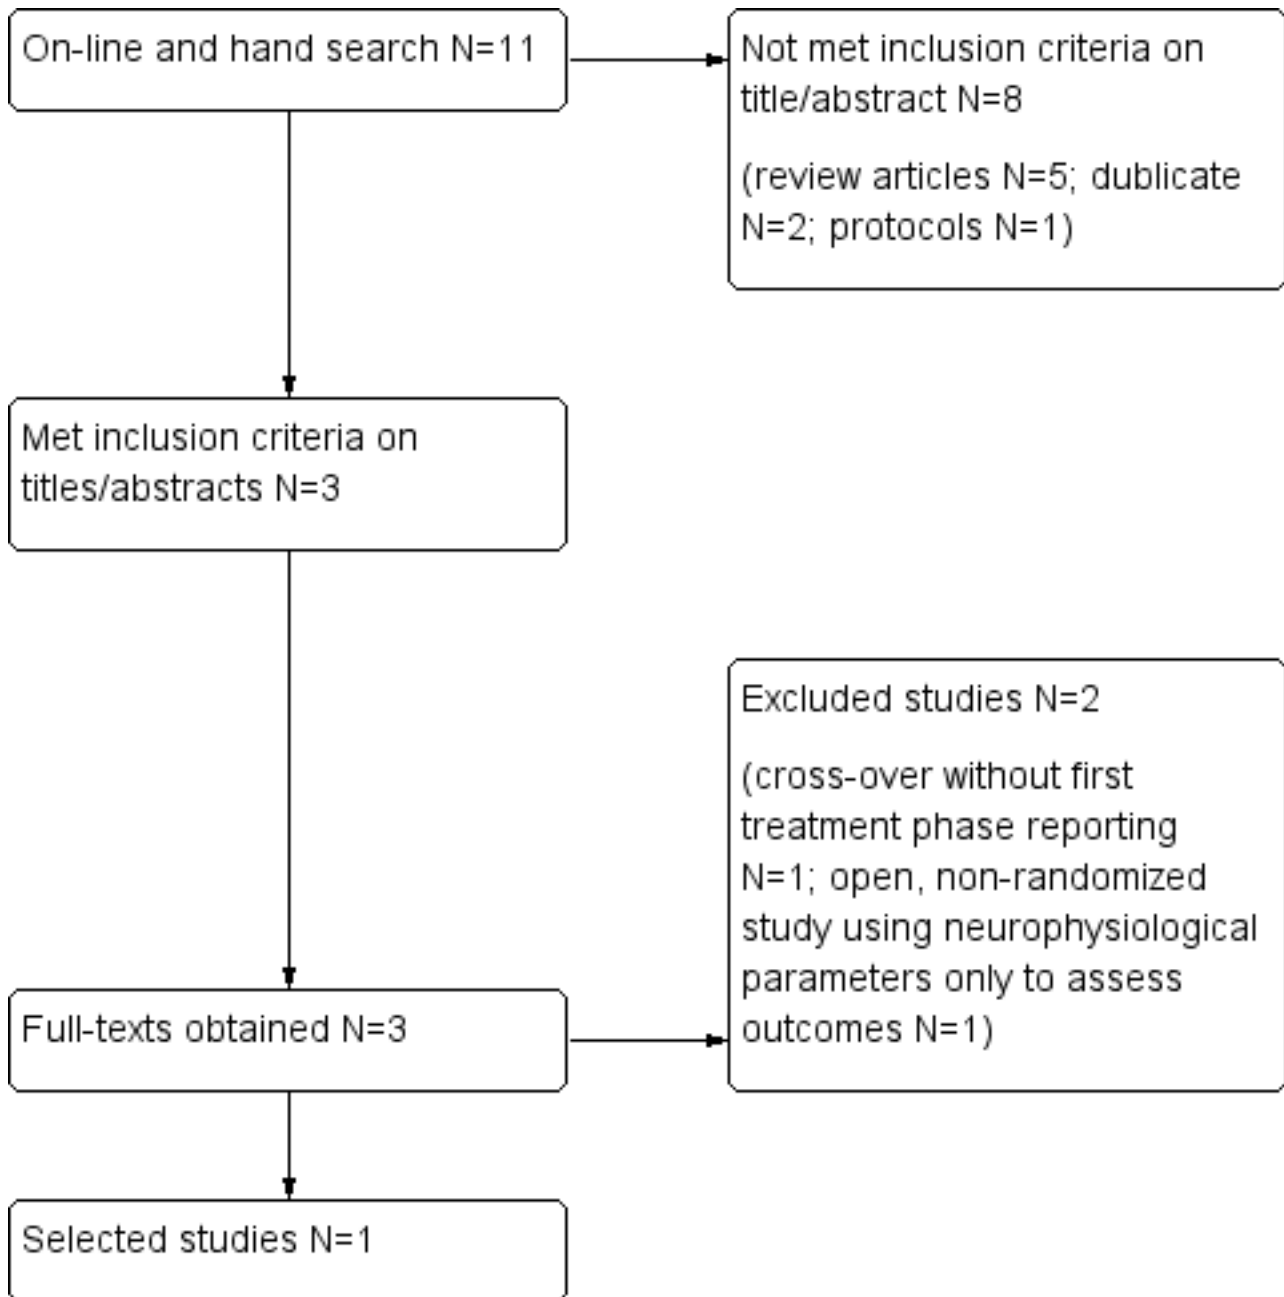 On-line and hand search N=11
Not met inclusion criteria on
title/abstract N=8
(review articles N=5; dublicate
N=2; protocols N=1)
Met inclusion criteria on
titles/abstracts N=3
Excluded studies N=2
(cross-over without first
treatment phase reporting
N=1; open, non-randomized
study using neurophysiological
parameters only to assess
outcomes N=1)
Full-texts obtained N=3
Selected studies N=1